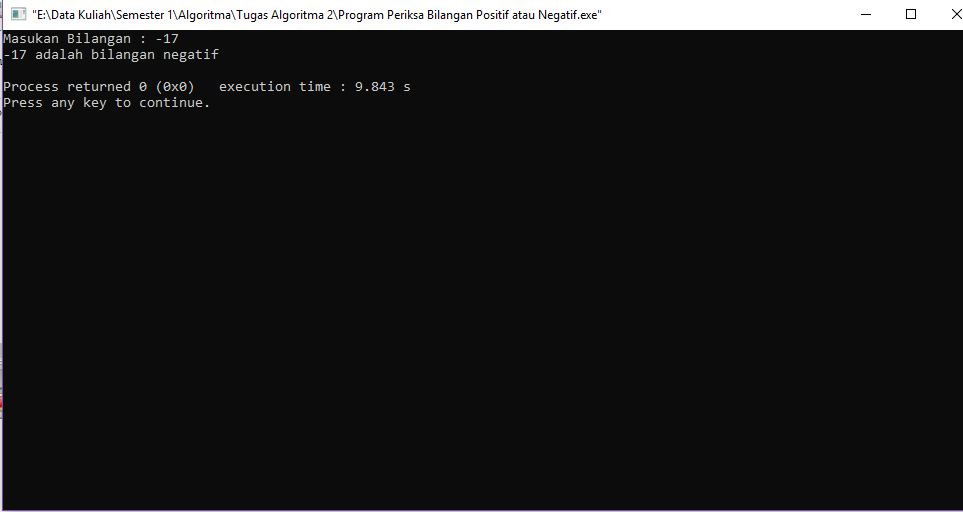 "E:\Data Kuliah\Semester 1\Algoritma\Tugas Algoritma 2\Program Periksa Bilangan Positif atau Negatif.exe"
Masukan Bilangan : -17
-17 adalah bilangan negatif
Process returned 0 (0x0)   execution time : 9.843 s
Press any key to continue.